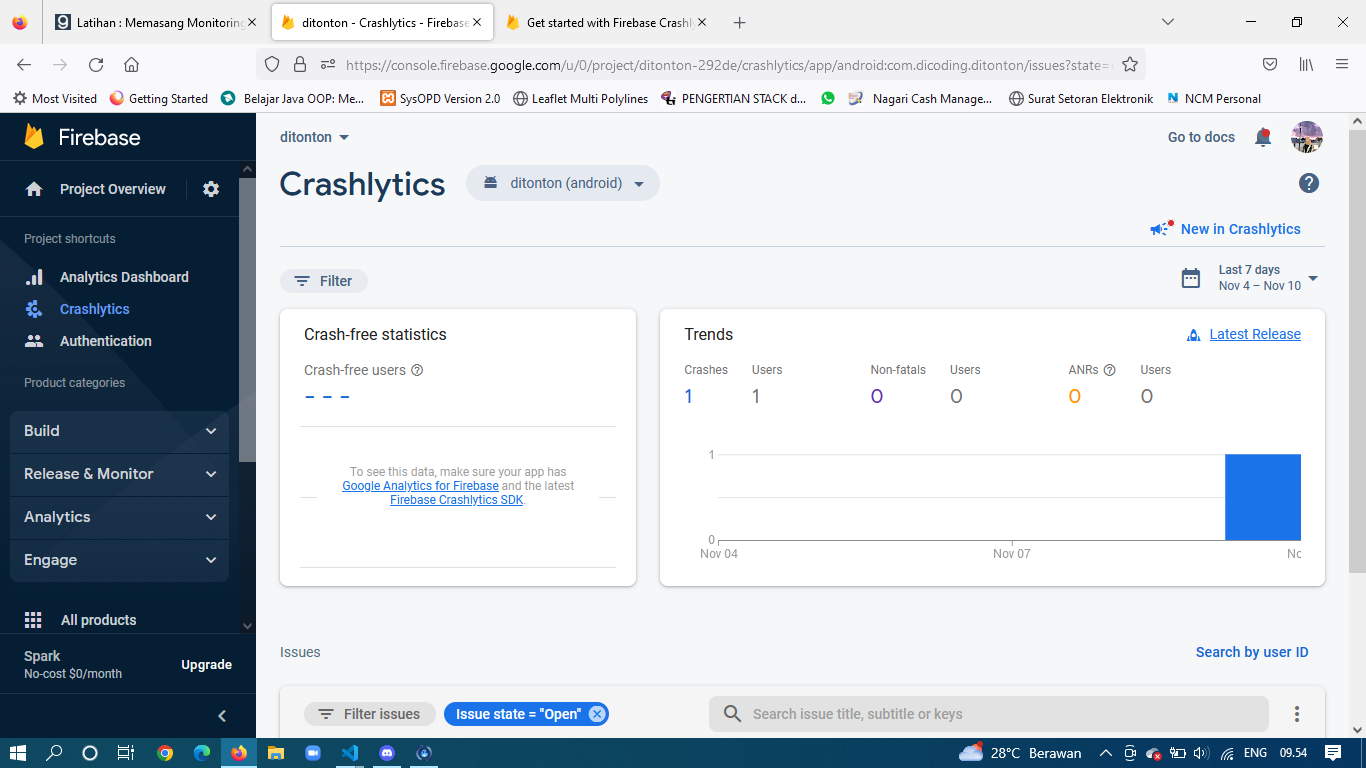 Latihan : Memasang Monitoring
ditonton - Crashlytics - Firebase
Get started with Firebase Crashly
https://console.firebase.google.com/u/0/project/ditonton-292de/crashlytics/app/android:com.dicoding.ditonton/issues?state=
Most Visited
Getting Started
Belajar Java OOP: Me...
SysOPD Version 2.0
Leaflet Multi Polylines
PENGERTIAN STACK d...
Nagari Cash Manage...
Surat Setoran Elektronik
NCM Personal
Firebase
Project Overview
Project shortcuts
Analytics Dashboard
Crashlytics
Authentication
Product categories
Build
Release & Monitor
Analytics
Engage
All products
Spark
No-cost $0/month
Upgrade
ditonton
Go to docs
Crashlytics
ditonton (android)
New in Crashlytics
Filter
Last 7 days
Nov 4 – Nov 10
Crash-free statistics
Crash-free users
- - -
To see this data, make sure your app has
Google Analytics for Firebase and the latest
Firebase Crashlytics SDK.
Trends
Latest Release
Crashes Users Non-fatals Users ANRs Users
1 1 0 0 0 0
1
0
Nov 04 Nov 07 No
Issues
Search by user ID
Filter issues
Issue state = "Open"
Search issue title, subtitle or keys
28°C Berawan
ENG
09.54